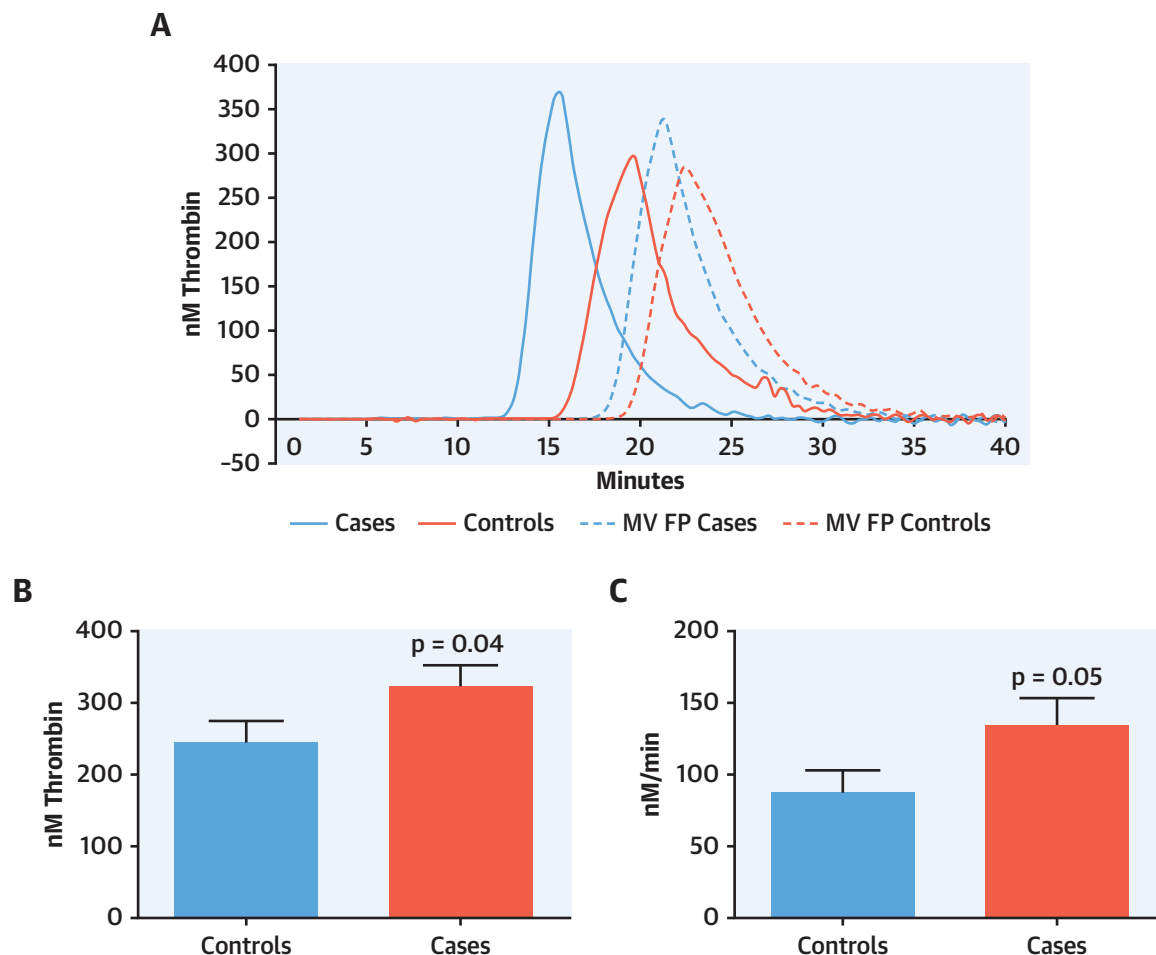 A
400
350
300
250
200
150
100
50
0
–50
nM Thrombin
0 5 10 15 20 25 30 35 40
Minutes
Cases Controls MV FP Cases MV FP Controls
B
400
300
200
100
0
nM Thrombin
p = 0.04
Controls Cases
C
200
150
100
50
0
nM/min
p = 0.05
Controls Cases